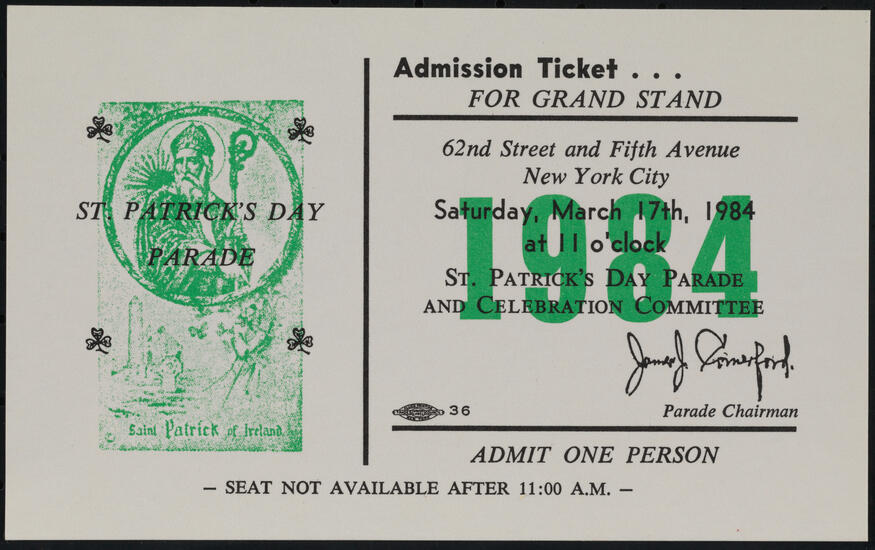 ST. PATRICK'S DAY
PARADE
Saint Patrick of Ireland
Admission Ticket . . .
FOR GRAND STAND
62nd Street and Fifth Avenue
New York City
1984
Saturday, March 17th, 1984
at 11 o'clock
ST. PATRICK'S DAY PARADE
AND CELEBRATION COMMITTEE
James J. Comerford.
36
Parade Chairman
ADMIT ONE PERSON
– SEAT NOT AVAILABLE AFTER 11:00 A.M. –